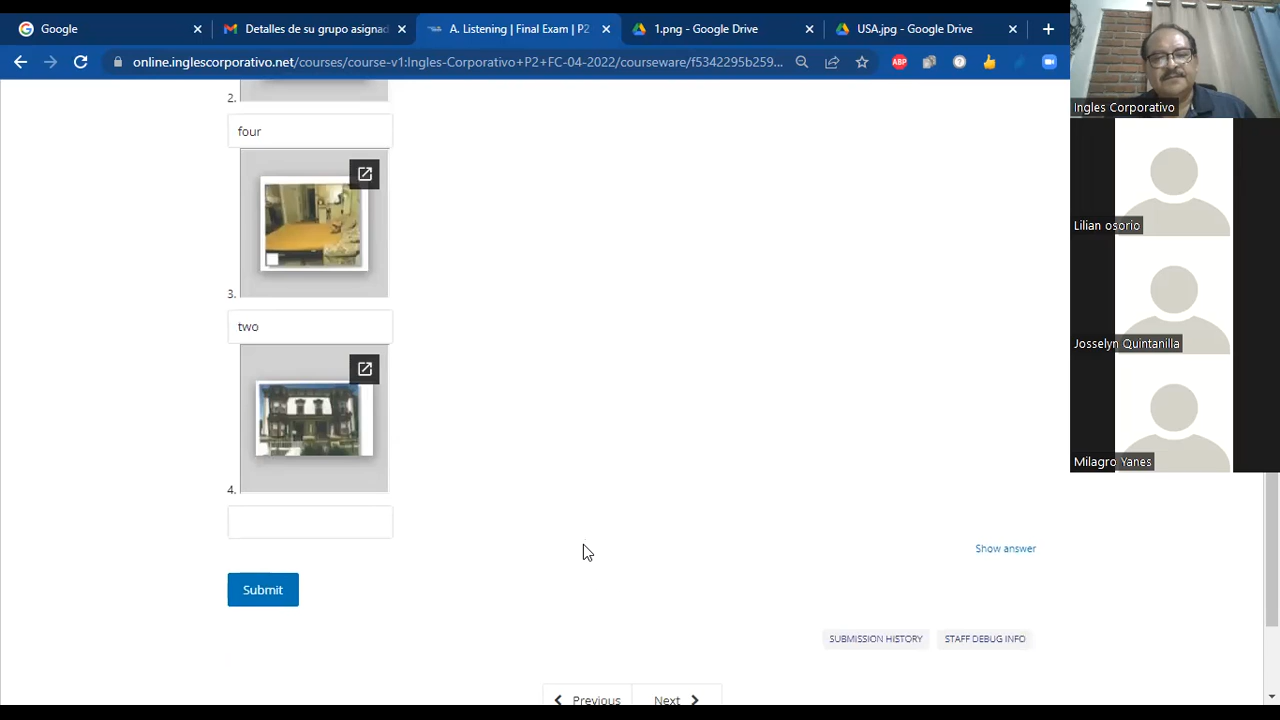 Google
Detalles de su grupo asignad
A. Listening | Final Exam | P2
1.png - Google Drive
USA.jpg - Google Drive
online.inglescorporativo.net/courses/course-v1:Ingles-Corporativo+P2+FC-04-2022/courseware/f5342295b259...
ABP
Ingles Corporativo
2.
four
Lilian osorio
3.
two
Josselyn Quintanilla
Milagro Yanes
4.
Show answer
Submit
SUBMISSION HISTORY
STAFF DEBUG INFO
Previous
Next